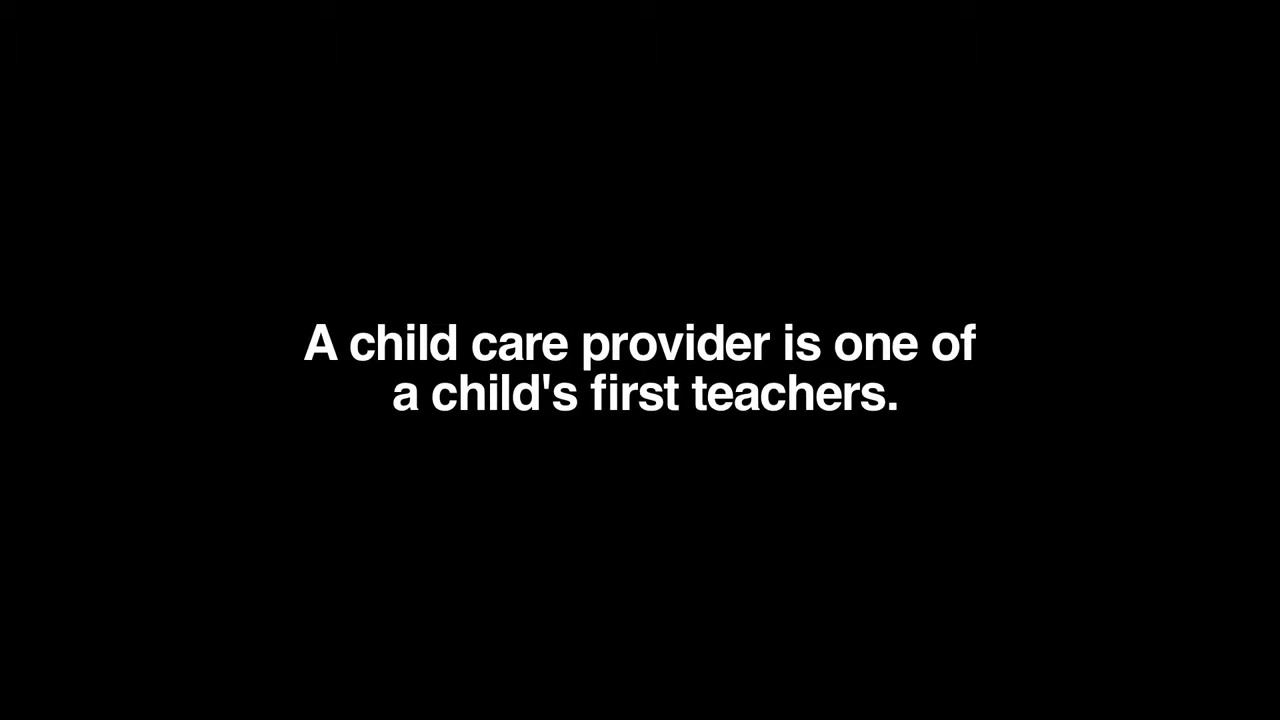 A child care provider is one of
a child's first teachers.